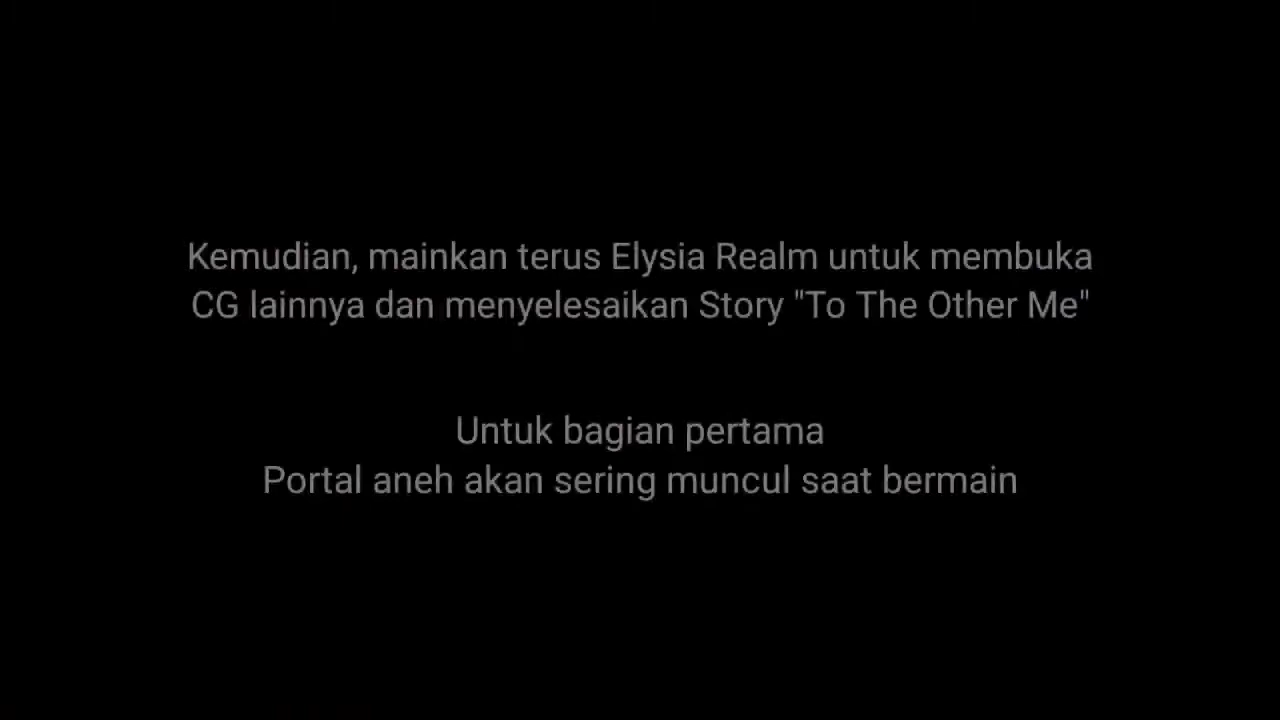 Kemudian, mainkan terus Elysia Realm untuk membuka
CG lainnya dan menyelesaikan Story "To The Other Me"
Untuk bagian pertama
Portal aneh akan sering muncul saat bermain